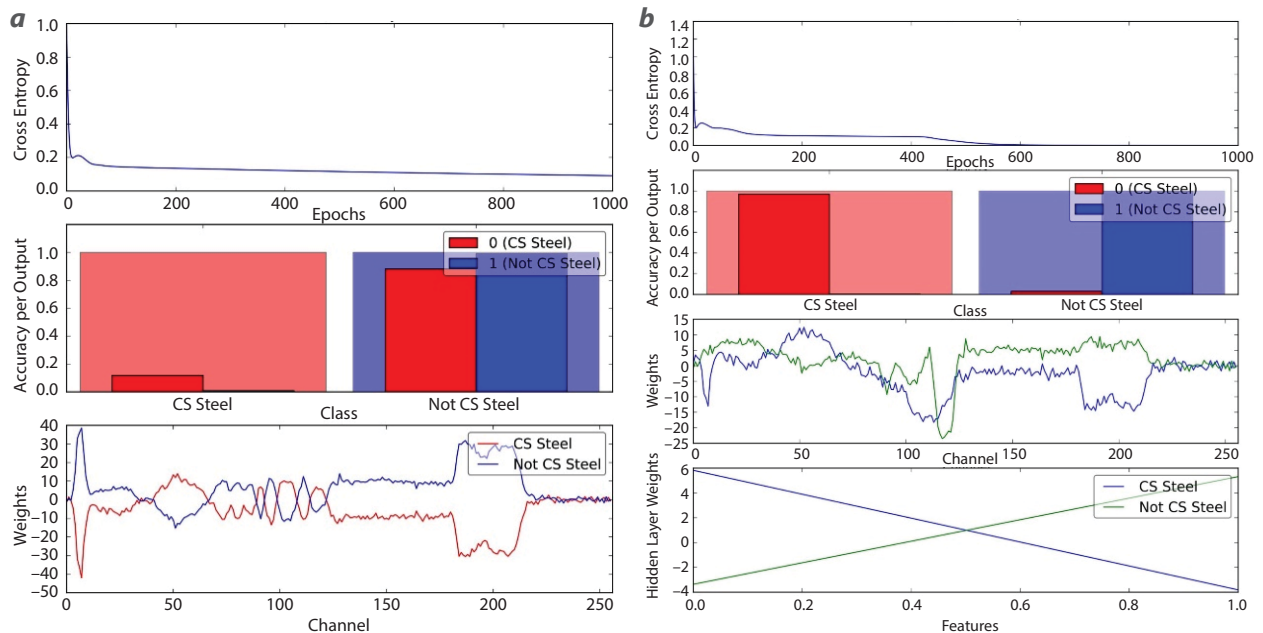 a
1.0
0.8
0.6
0.4
0.2
0.0
Cross Entropy
0 200 400 600 800 1000
Epochs
1.0
0.8
0.6
0.4
0.2
0.0
Accuracy per Output
0 (CS Steel)
1 (Not CS Steel)
CS Steel Not CS Steel
Class
40
30
20
10
0
−10
−20
−30
−40
−50
Weights
CS Steel
Not CS Steel
0 50 100 150 200 250
Channel
b
1.4
1.2
1.0
0.8
0.6
0.4
0.2
0.0
Cross Entropy
0 200 400 600 800 1000
Epochs
1.0
0.8
0.6
0.4
0.2
0.0
Accuracy per Output
0 (CS Steel)
1 (Not CS Steel)
CS Steel Not CS Steel
Class
15
10
5
0
−5
−10
−15
−20
−25
Weights
0 50 100 150 200 250
Channel
6
4
2
0
−2
−4
Hidden Layer Weights
CS Steel
Not CS Steel
0.0 0.2 0.4 0.6 0.8 1.0
Features